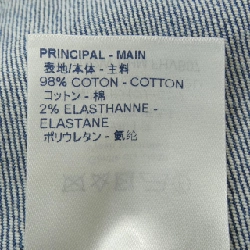 PRINCIPAL - MAIN
表地/本体 - 主料
98% COTON - COTTON
コットン - 棉
2% ELASTHANNE -
ELASTANE
ポリウレタン - 氨纶